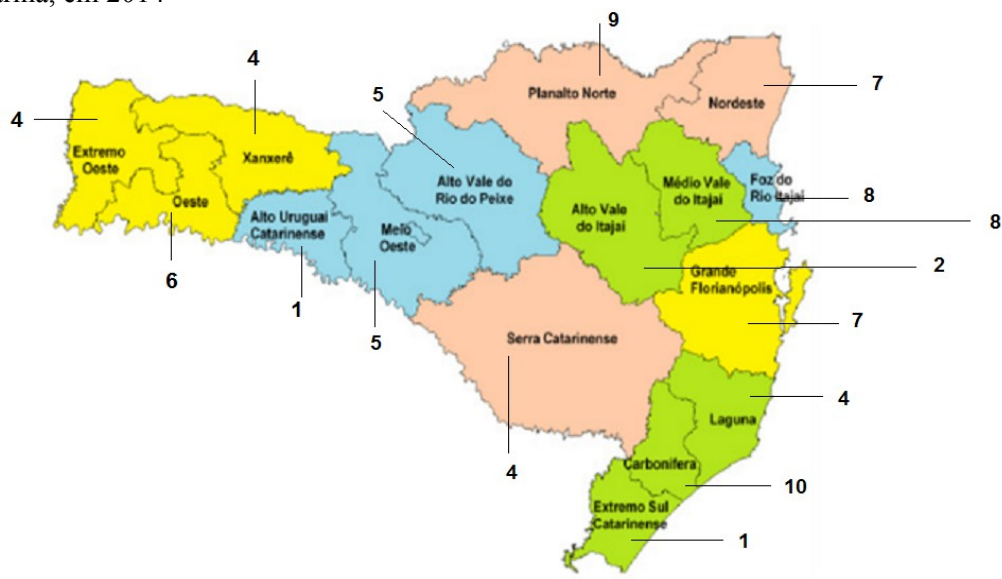 arina, em 2014
9
4
7
5
Planalto Norte
4
Nordeste
Extremo
Oeste
Xanxerê
Alto Vale do
Rio do Peixe
Médio Vale
do Itajaí
Foz do
Rio Itajaí
8
Oeste
Alto Uruguai
Catarinense
Meio
Oeste
Alto Vale
do Itajaí
8
6
1
2
Grande
Florianópolis
5
7
Serra Catarinense
4
Laguna
4
Carbonífera
10
Extremo Sul
Catarinense
1